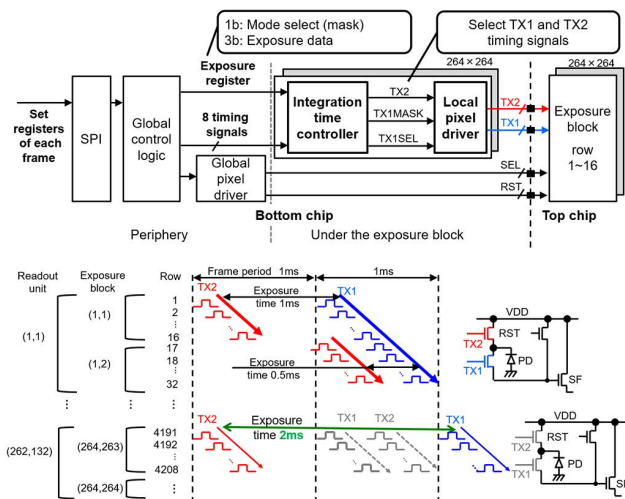 1b: Mode select (mask)
3b: Exposure data
Select TX1 and TX2
timing signals
Exposure
register
264 × 264
264 × 264
Set
registers
of each
frame
SPI
Global
control
logic
8 timing
signals
Integration
time
controller
TX2
TX1MASK
TX1SEL
Local
pixel
driver
TX2
TX1
Exposure
block
row
1~16
Global
pixel
driver
SEL
RST
Bottom chip
Top chip
Periphery
Under the exposure block
Readout
unit
Exposure
block
Row
Frame period 1ms
1ms
(1,1)
(1,1)
1
2
⋮
16
(1,2)
17
18
⋮
32
TX2
Exposure
time 1ms
TX1
Exposure
time 0.5ms
VDD
RST
TX2
PD
TX1
SF
⋮
⋮
⋮
(262,132)
(264,263)
4191
4192
⋮
4208
(264,264)
⋮
TX2
Exposure
time 2ms
TX1
TX2
TX1
VDD
RST
TX2
PD
TX1